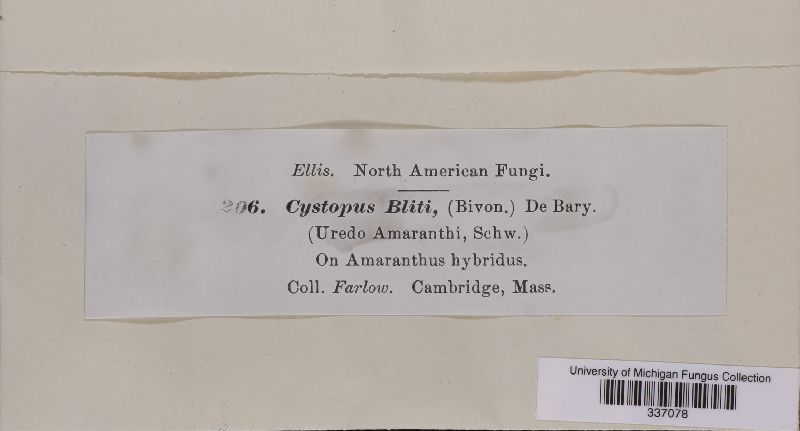 Ellis. North American Fungi.
206. Cystopus Bliti, (Bivon.) De Bary.
(Uredo Amaranthi, Schw.)
On Amaranthus hybridus.
Coll. Farlow. Cambridge, Mass.
University of Michigan Fungus Collection
337078